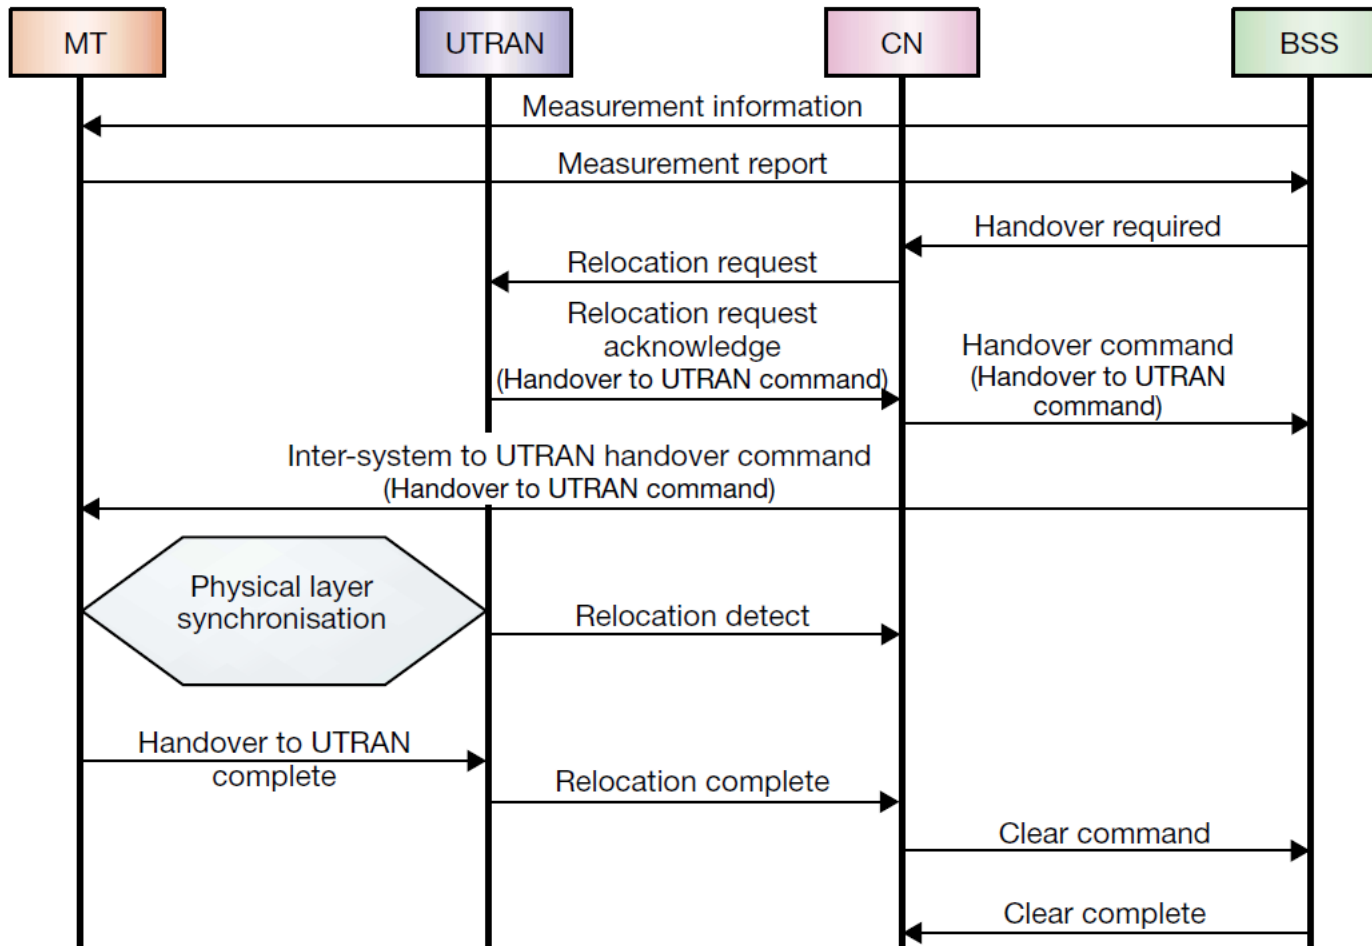 MT
UTRAN
CN
BSS
Measurement information
Measurement report
Handover required
Relocation request
Relocation request
acknowledge
(Handover to UTRAN command)
Handover command
(Handover to UTRAN
command)
Inter-system to UTRAN handover command
(Handover to UTRAN command)
Physical layer
synchronisation
Relocation detect
Handover to UTRAN
complete
Relocation complete
Clear command
Clear complete